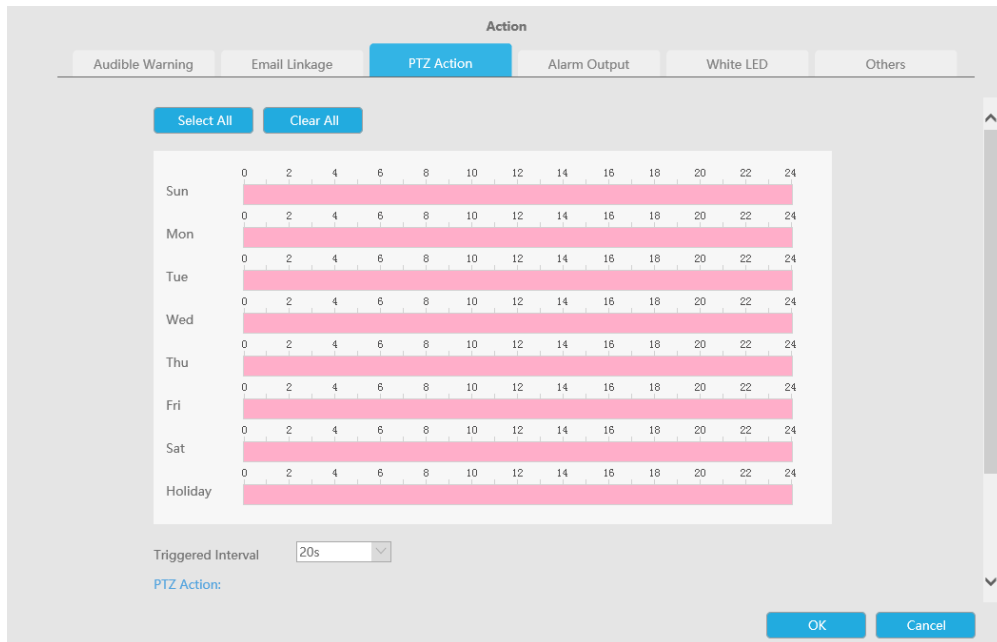 Action
Audible Warning Email Linkage PTZ Action Alarm Output White LED Others
Select All Clear All
0 2 4 6 8 10 12 14 16 18 20 22 24
Sun
0 2 4 6 8 10 12 14 16 18 20 22 24
Mon
0 2 4 6 8 10 12 14 16 18 20 22 24
Tue
0 2 4 6 8 10 12 14 16 18 20 22 24
Wed
0 2 4 6 8 10 12 14 16 18 20 22 24
Thu
0 2 4 6 8 10 12 14 16 18 20 22 24
Fri
0 2 4 6 8 10 12 14 16 18 20 22 24
Sat
0 2 4 6 8 10 12 14 16 18 20 22 24
Holiday
Triggered Interval 20s
PTZ Action:
OK Cancel